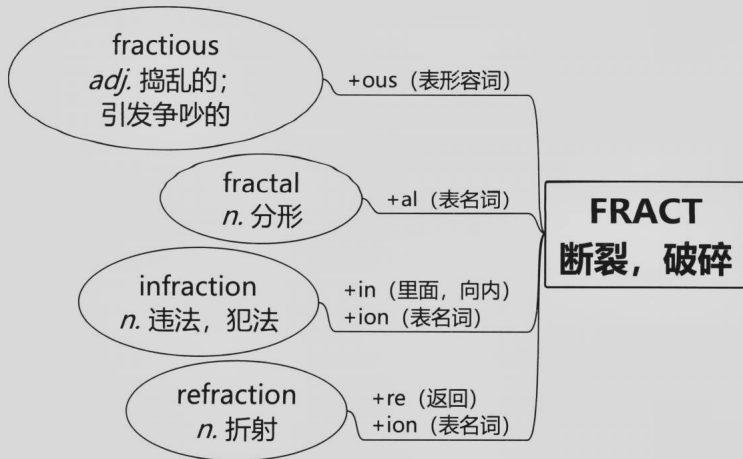 fractious
adj. 捣乱的；
引发争吵的
+ous（表形容词）
fractal
n. 分形
+al（表名词）
FRACT
断裂，破碎
infraction
n. 违法，犯法
+in（里面，向内）
+ion（表名词）
refraction
n. 折射
+re（返回）
+ion（表名词）